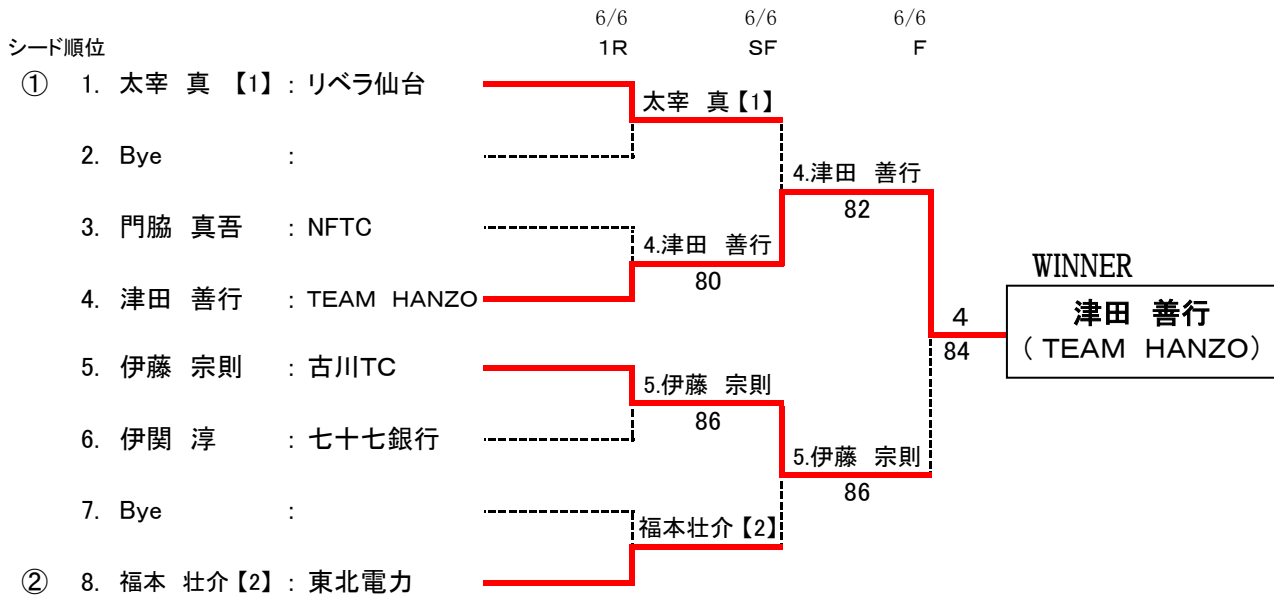 6/6 6/6 6/6
シード順位 1R SF F
① 1. 太宰 真 【1】 : リベラ仙台
太宰 真【1】
2. Bye :
4.津田 善行
82
3. 門脇 真吾 : NFTC
4.津田 善行
80
WINNER
4. 津田 善行 : TEAM HANZO
4
84
津田 善行
(TEAM HANZO)
5. 伊藤 宗則 : 古川TC
5.伊藤 宗則
86
6. 伊関 淳 : 七十七銀行
5.伊藤 宗則
86
7. Bye :
福本壮介【2】
② 8. 福本 壮介【2】 : 東北電力